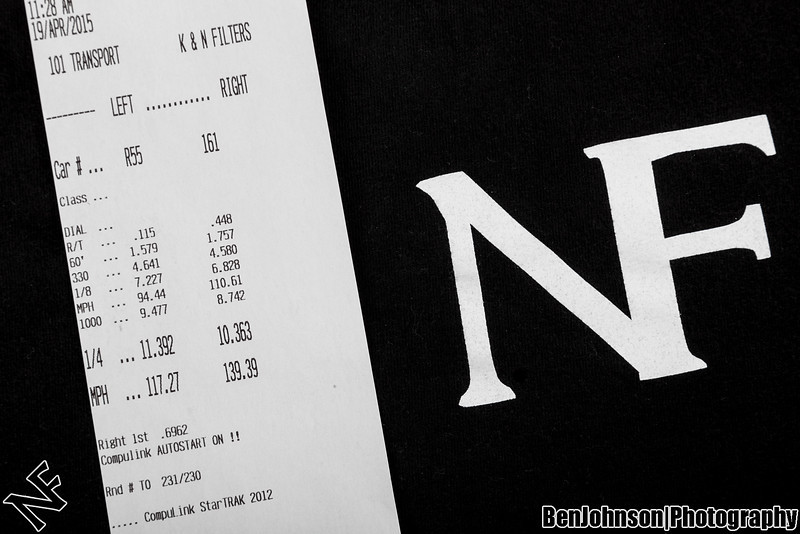 11:28 AM
19/APR/2015
101 TRANSPORT K & N FILTERS
--------- LEFT ............ RIGHT
Car # ... R55 161
Class ...
DIAL ...
R/T ... .115 .448
60' ... 1.579 1.757
330 ... 4.641 4.580
1/8 ... 7.227 6.828
MPH ... 94.44 110.61
1000 ... 9.477 8.742
1/4 ... 11.392 10.363
MPH ... 117.27 139.39
Right 1st .6962
Compulink AUTOSTART ON !!
Rnd # TO 231/230
..... CompuLink StarTRAK 2012
NF
NF
BenJohnson|Photography